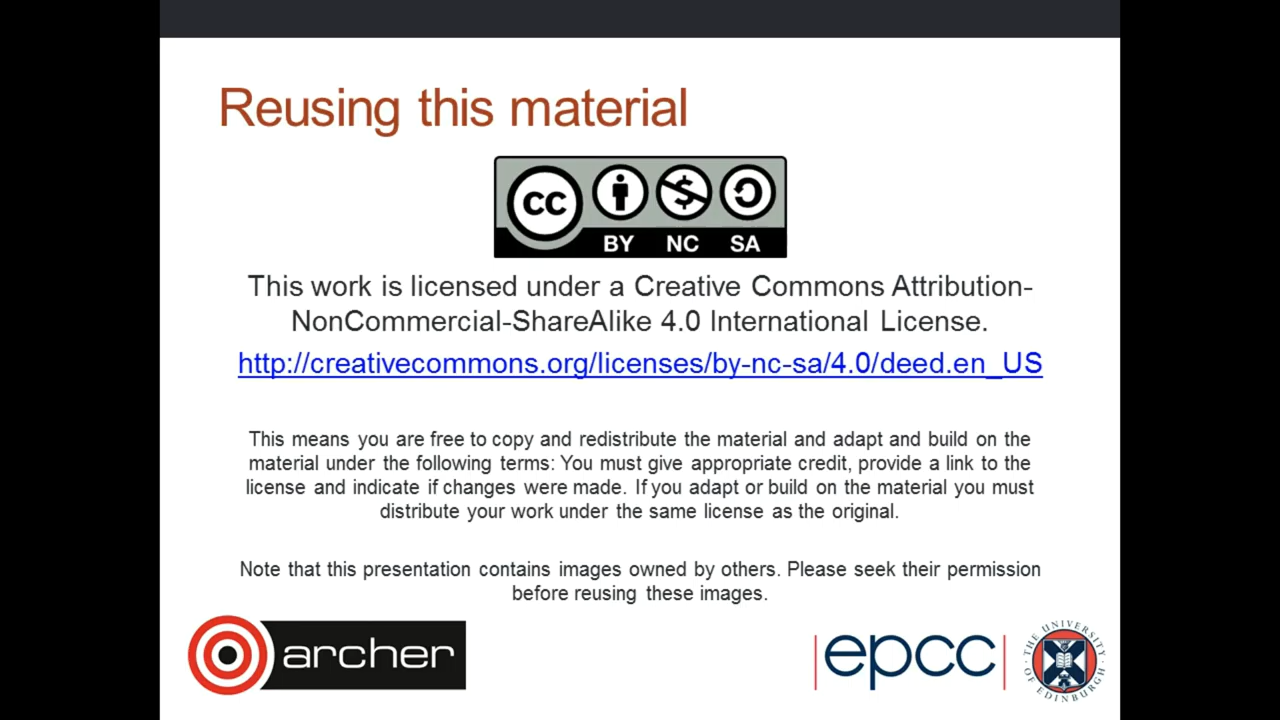 Reusing this material
CC
BY NC SA
This work is licensed under a Creative Commons Attribution-
NonCommercial-ShareAlike 4.0 International License.
http://creativecommons.org/licenses/by-nc-sa/4.0/deed.en_US
This means you are free to copy and redistribute the material and adapt and build on the
material under the following terms: You must give appropriate credit, provide a link to the
license and indicate if changes were made. If you adapt or build on the material you must
distribute your work under the same license as the original.
Note that this presentation contains images owned by others. Please seek their permission
before reusing these images.
archer
epcc
THE UNIVERSITY
OF EDINBURGH